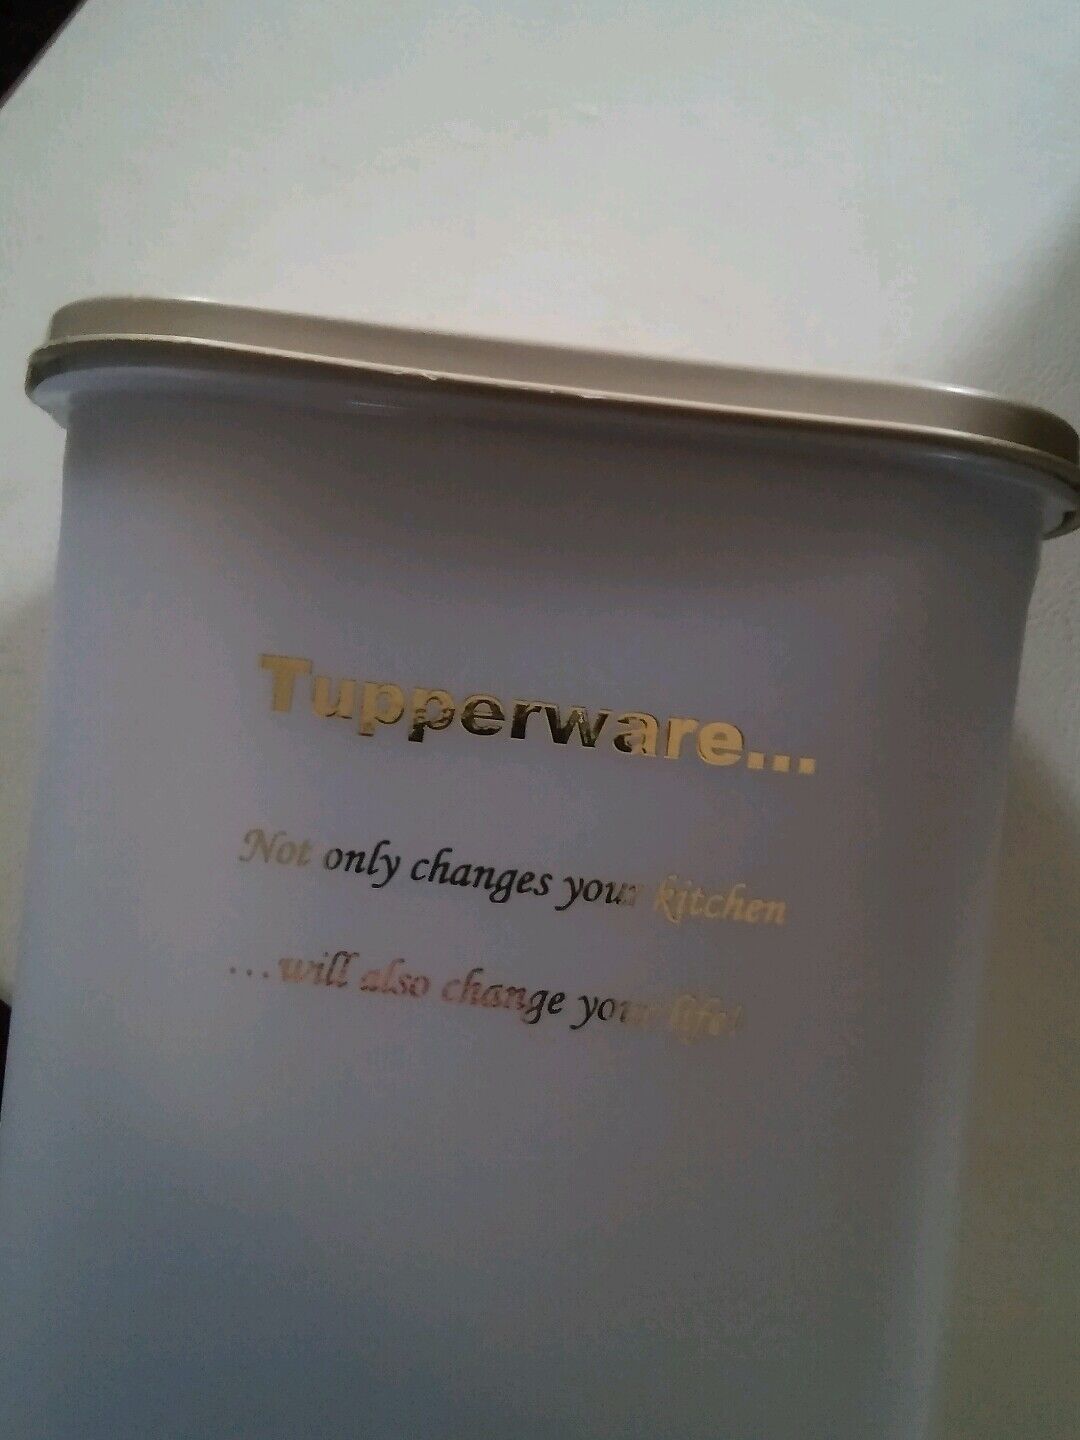 Tupperware...
Not only changes your kitchen
...will also change your life!